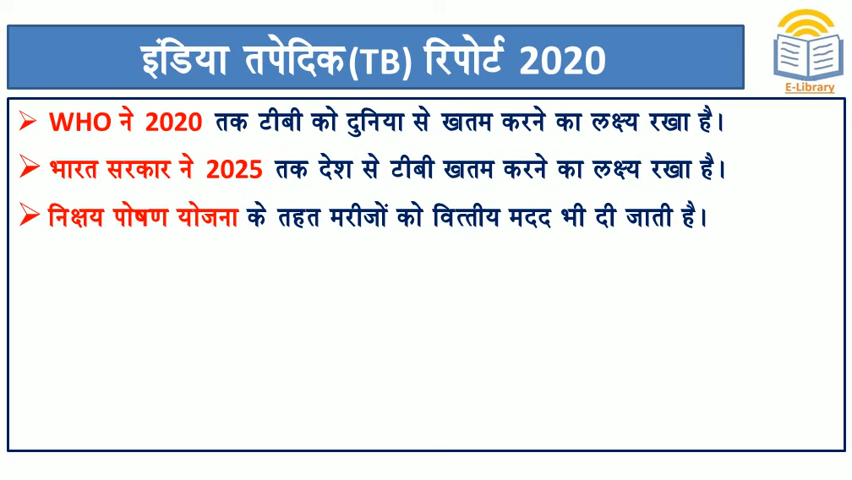 इंडिया तपेदिक(TB) रिपोर्ट 2020
E-Library
➢ WHO ने 2020 तक टीबी को दुनिया से खतम करने का लक्ष्य रखा है।
➢ भारत सरकार ने 2025 तक देश से टीबी खतम करने का लक्ष्य रखा है।
➢ निक्षय पोषण योजना के तहत मरीजों को वित्तीय मदद भी दी जाती है।